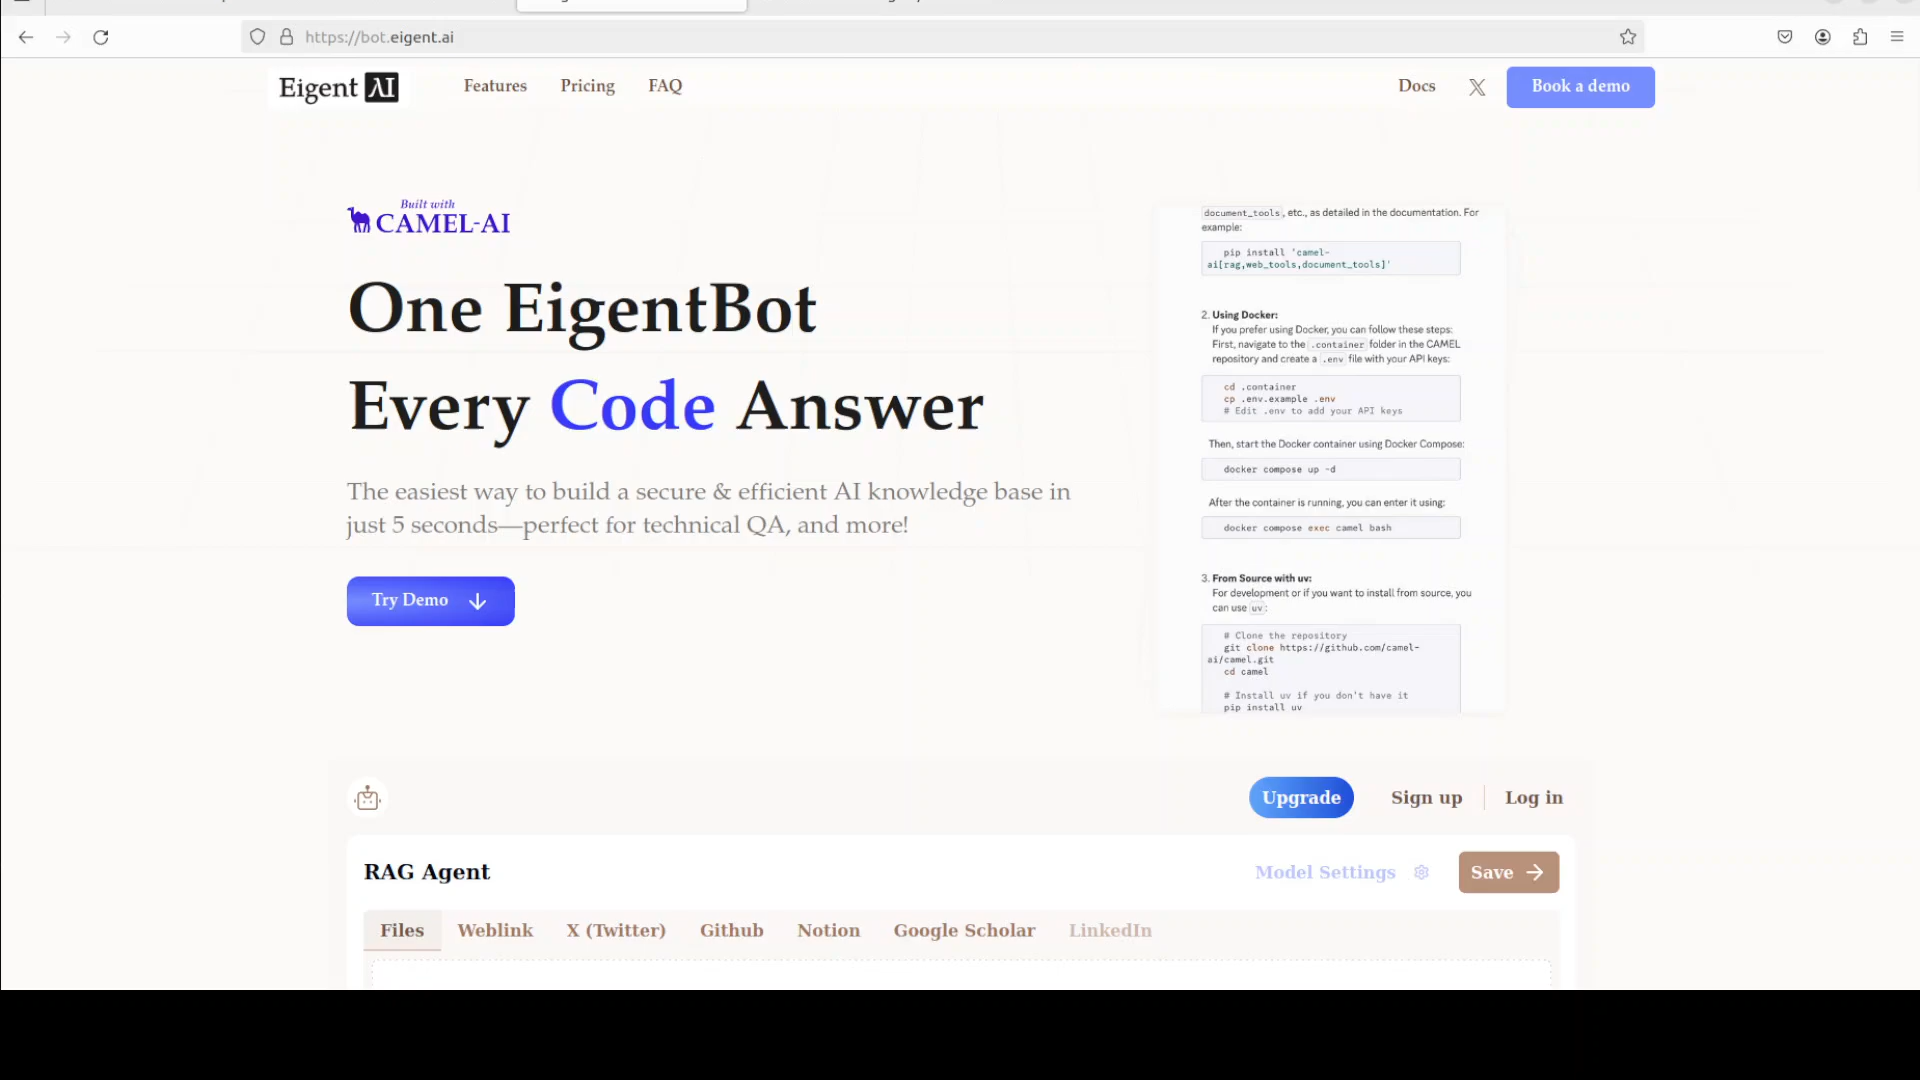 https://bot.eigent.ai
Eigent AI
Features
Pricing
FAQ
Docs
Book a demo
Built with
CAMEL-AI
One EigentBot
Every Code Answer
The easiest way to build a secure & efficient AI knowledge base in
just 5 seconds—perfect for technical QA, and more!
Try Demo
document_tools, etc., as detailed in the documentation. For
example:
pip install 'camel-
ai[rag,web_tools,document_tools]'
2. Using Docker:
If you prefer using Docker, you can follow these steps:
First, navigate to the .container folder in the CAMEL
repository and create a .env file with your API keys:
cd .container
cp .env.example .env
# Edit .env to add your API keys
Then, start the Docker container using Docker Compose:
docker compose up -d
After the container is running, you can enter it using:
docker compose exec camel bash
3. From Source with uv:
For development or if you want to install from source, you
can use uv:
# Clone the repository
git clone https://github.com/camel-
ai/camel.git
cd camel
# Install uv if you don't have it
pip install uv
Upgrade
Sign up
Log in
RAG Agent
Model Settings
Save
Files
Weblink
X (Twitter)
Github
Notion
Google Scholar
LinkedIn